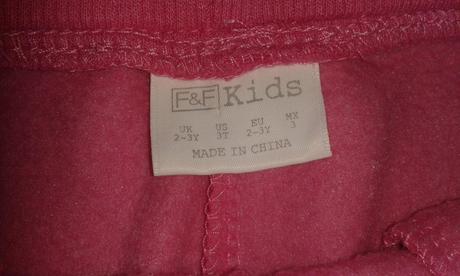 F&F Kids
UK US EU MX
2-3Y 3T 2-3Y 3
MADE IN CHINA